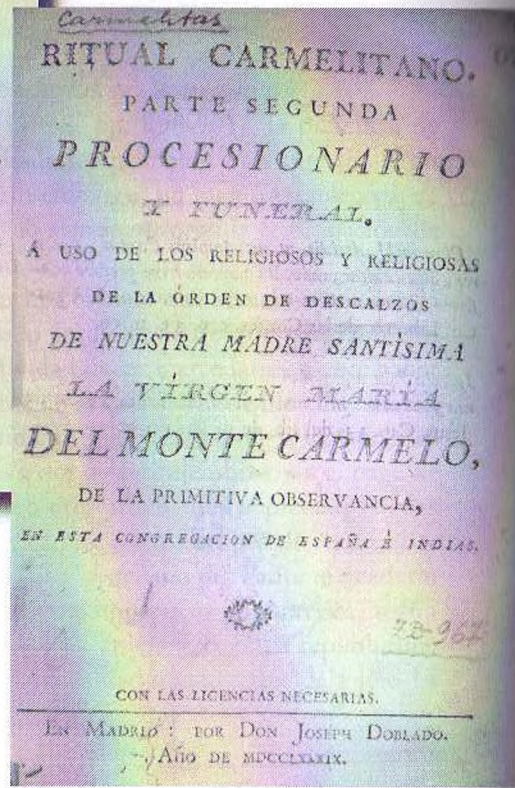 Carmelitas
RITUAL CARMELITANO.
PARTE SEGUNDA
PROCESIONARIO
Y FUNERAL.
Á USO DE LOS RELIGIOSOS Y RELIGIOSAS
DE LA ÓRDEN DE DESCALZOS
DE NUESTRA MADRE SANTÍSIMA
LA VÍRGEN MARÍA
DEL MONTE CARMELO,
DE LA PRIMITIVA OBSERVANCIA,
EN ESTA CONGREGACION DE ESPAÑA É INDIAS.
CON LAS LICENCIAS NECESARIAS.
EN MADRID: POR DON JOSEPH DOBLADO.
AÑO DE MDCCLXXXIX.